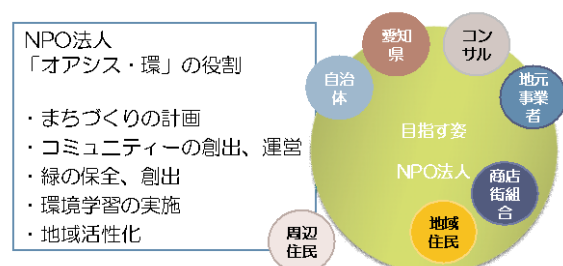 NPO法人
「オアシス・環」の役割
・まちづくりの計画
・コミュニティーの創出、運営
・緑の保全、創出
・環境学習の実施
・地域活性化
愛知
県
コン
サル
自治
体
地元
事業
者
目指す姿
NPO法人
商店
街組
合
地域
住民
周辺
住民